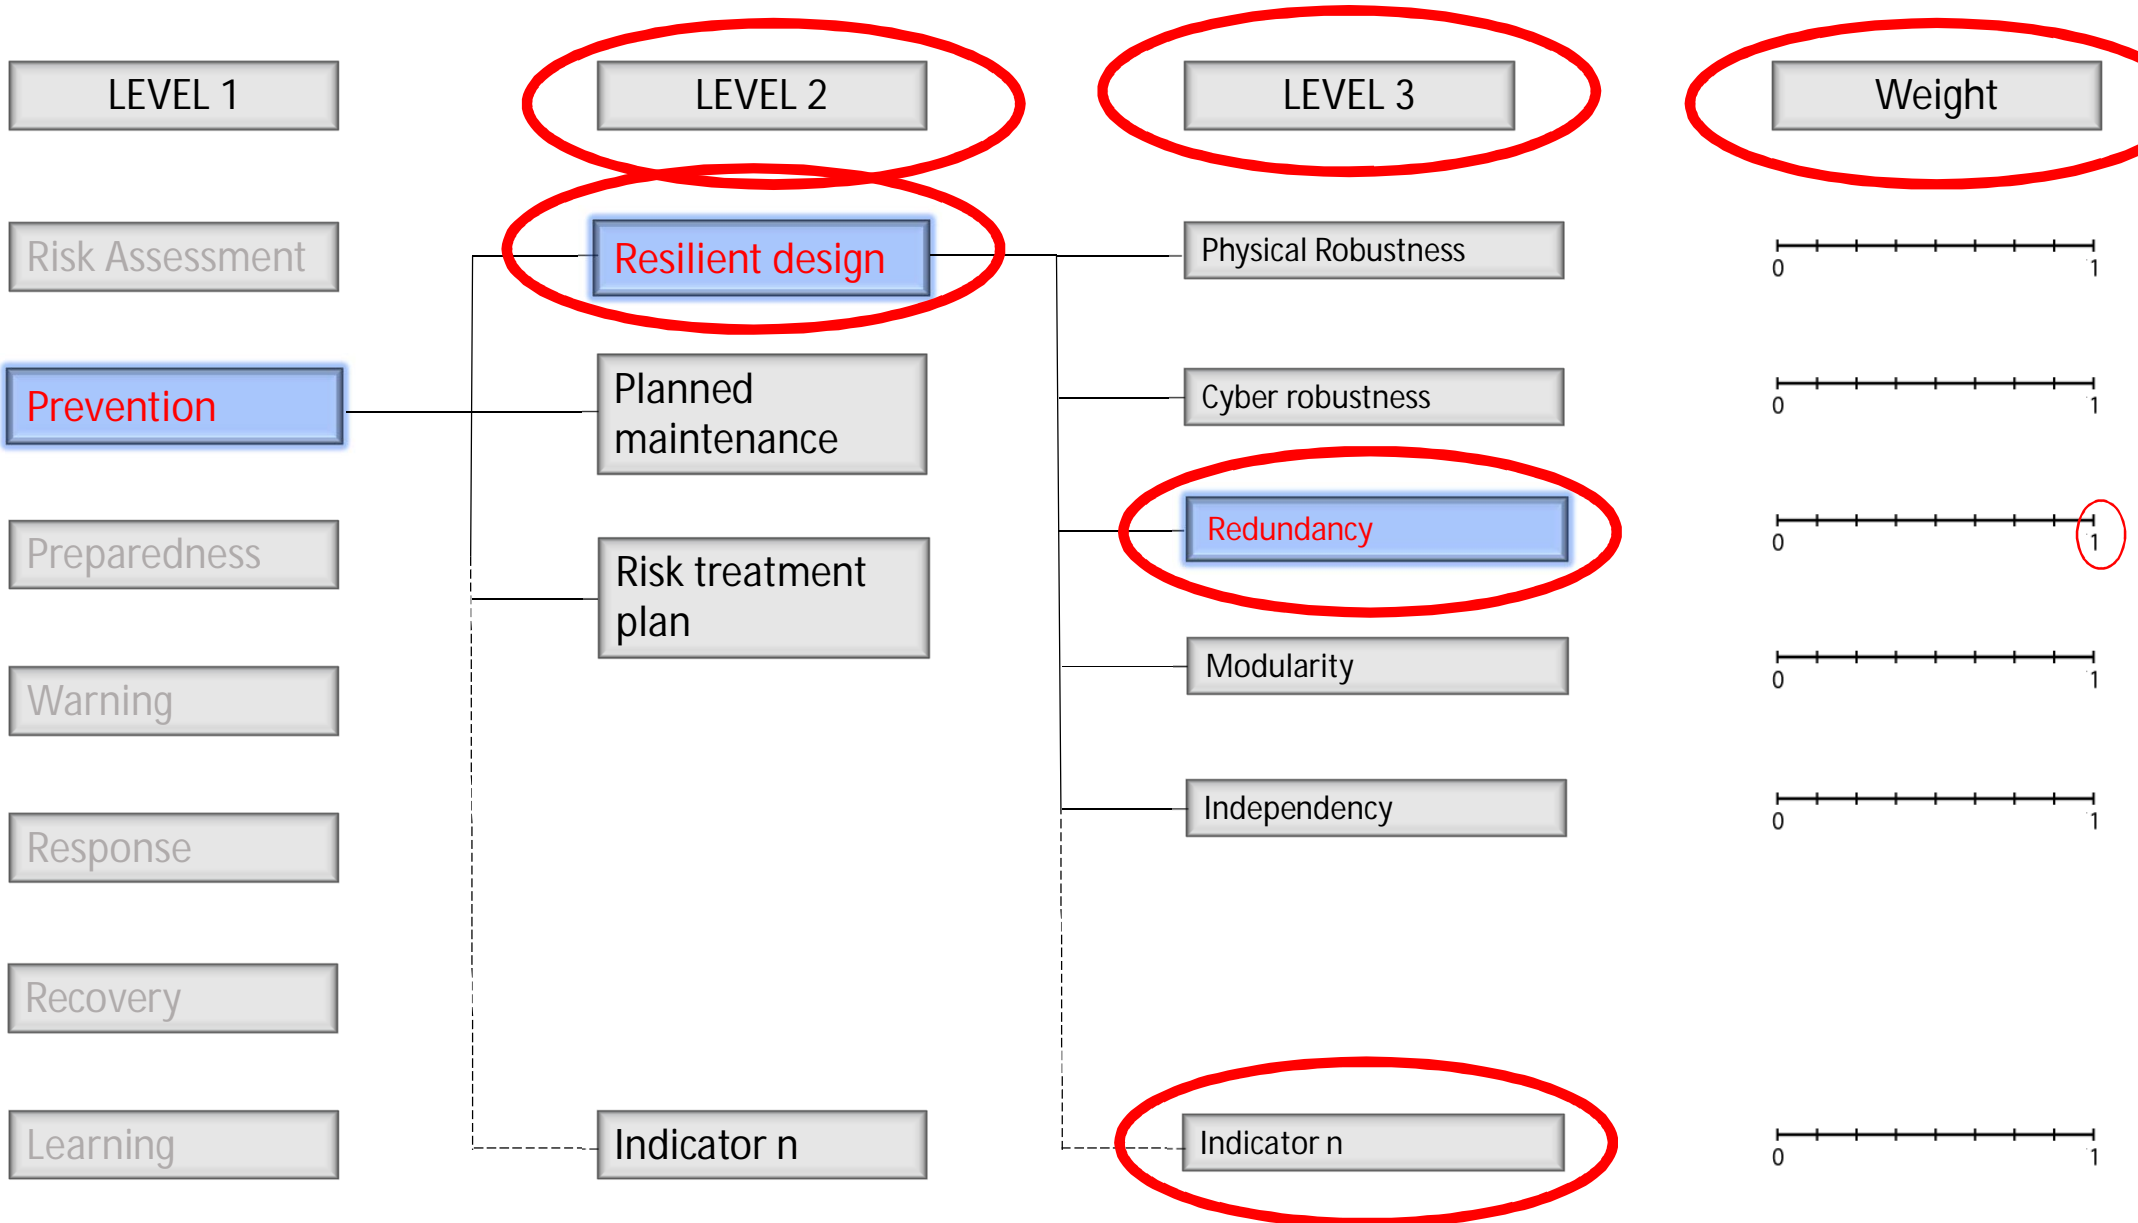 LEVEL 1
LEVEL 2
LEVEL 3
Weight
Risk Assessment
Resilient design
Physical Robustness
0 1
Prevention
Planned
maintenance
Cyber robustness
0 1
Preparedness
Risk treatment
plan
Redundancy
0 1
Warning
Modularity
0 1
Response
Independency
0 1
Recovery
Learning
Indicator n
Indicator n
0 1